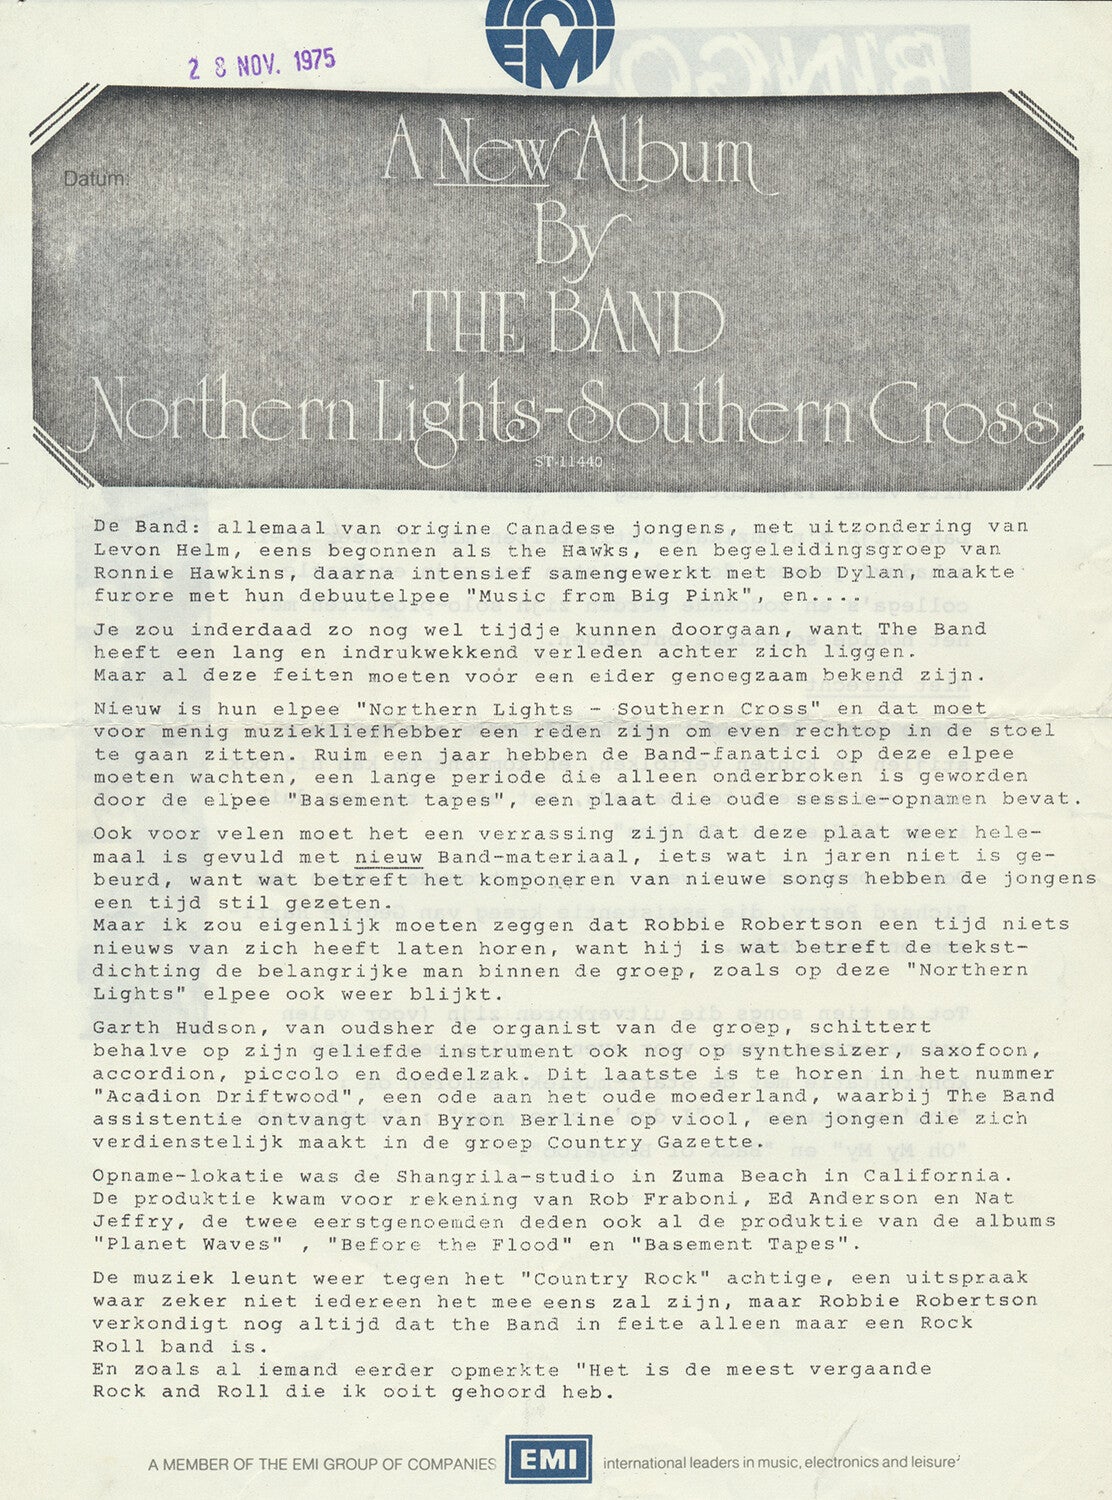 EMI
28 NOV. 1975
Datum:
A New Album
By
THE BAND
Northern Lights-Southern Cross
ST-11440
De Band: allemaal van origine Canadese jongens, met uitzondering van
Levon Helm, eens begonnen als the Hawks, een begeleidingsgroep van
Ronnie Hawkins, daarna intensief samengewerkt met Bob Dylan, maakte
furore met hun debuutelpee "Music from Big Pink", en....
Je zou inderdaad zo nog wel tijdje kunnen doorgaan, want The Band
heeft een lang en indrukwekkend verleden achter zich liggen.
Maar al deze feiten moeten voor een eider genoegzaam bekend zijn.
Nieuw is hun elpee "Northern Lights - Southern Cross" en dat moet
voor menig muziekliefhebber een reden zijn om even rechtop in de stoel
te gaan zitten. Ruim een jaar hebben de Band-fanatici op deze elpee
moeten wachten, een lange periode die alleen onderbroken is geworden
door de elpee "Basement tapes", een plaat die oude sessie-opnamen bevat.
Ook voor velen moet het een verrassing zijn dat deze plaat weer hele-
maal is gevuld met nieuw Band-materiaal, iets wat in jaren niet is ge-
beurd, want wat betreft het komponeren van nieuwe songs hebben de jongens
een tijd stil gezeten.
Maar ik zou eigenlijk moeten zeggen dat Robbie Robertson een tijd niets
nieuws van zich heeft laten horen, want hij is wat betreft de tekst-
dichting de belangrijke man binnen de groep, zoals op deze "Northern
Lights" elpee ook weer blijkt.
Garth Hudson, van oudsher de organist van de groep, schittert
behalve op zijn geliefde instrument ook nog op synthesizer, saxofoon,
accordion, piccolo en doedelzak. Dit laatste is te horen in het nummer
"Acadion Driftwood", een ode aan het oude moederland, waarbij The Band
assistentie ontvangt van Byron Berline op viool, een jongen die zich
verdienstelijk maakt in de groep Country Gazette.
Opname-lokatie was de Shangrila-studio in Zuma Beach in California.
De produktie kwam voor rekening van Rob Fraboni, Ed Anderson en Nat
Jeffry, de twee eerstgenoemden deden ook al de produktie van de albums
"Planet Waves" , "Before the Flood" en "Basement Tapes".
De muziek leunt weer tegen het "Country Rock" achtige, een uitspraak
waar zeker niet iedereen het mee eens zal zijn, maar Robbie Robertson
verkondigt nog altijd dat the Band in feite alleen maar een Rock
Roll band is.
En zoals al iemand eerder opmerkte "Het is de meest vergaande
Rock and Roll die ik ooit gehoord heb.
A MEMBER OF THE EMI GROUP OF COMPANIES EMI international leaders in music, electronics and leisure